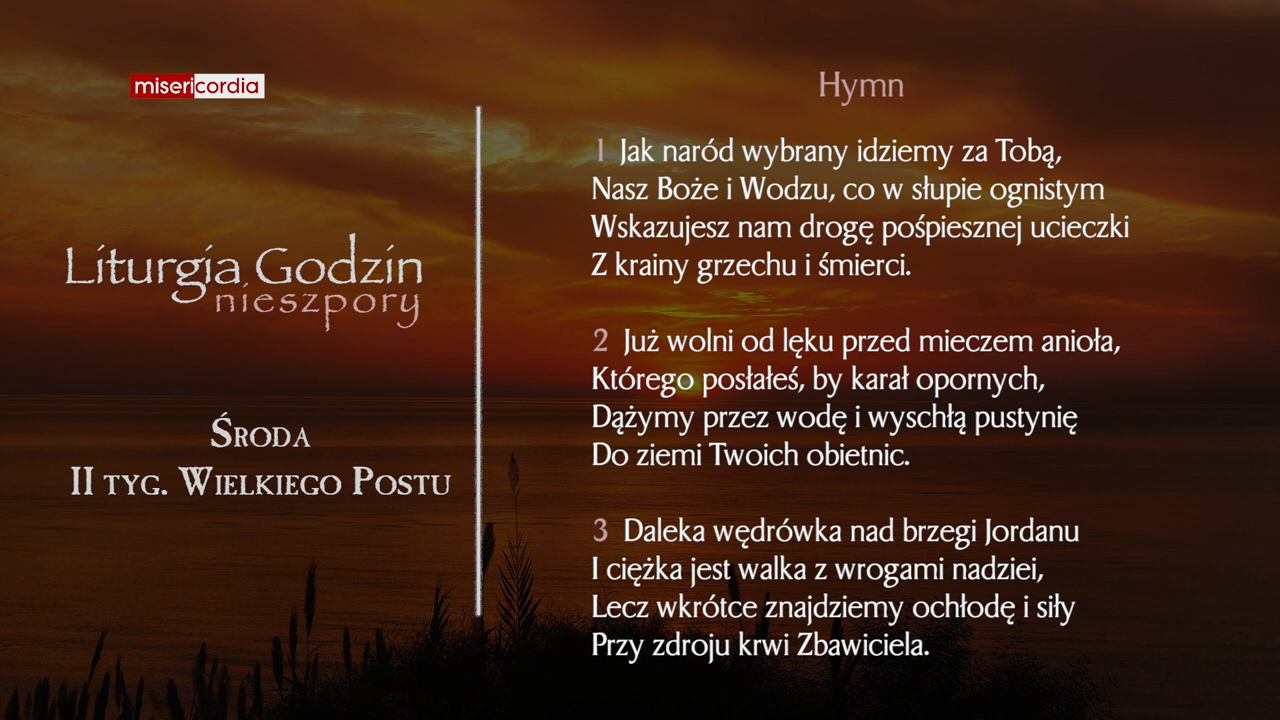 misericordia
Liturgia Godzin
nieszpory
Środa
II tyg. Wielkiego Postu
Hymn
1 Jak naród wybrany idziemy za Tobą,
Nasz Boże i Wodzu, co w słupie ognistym
Wskazujesz nam drogę pośpiesznej ucieczki
Z krainy grzechu i śmierci.
2 Już wolni od lęku przed mieczem anioła,
Którego posłałeś, by karał opornych,
Dążymy przez wodę i wyschłą pustynię
Do ziemi Twoich obietnic.
3 Daleka wędrówka nad brzegi Jordanu
I ciężka jest walka z wrogami nadziei,
Lecz wkrótce znajdziemy ochłodę i siły
Przy zdroju krwi Zbawiciela.